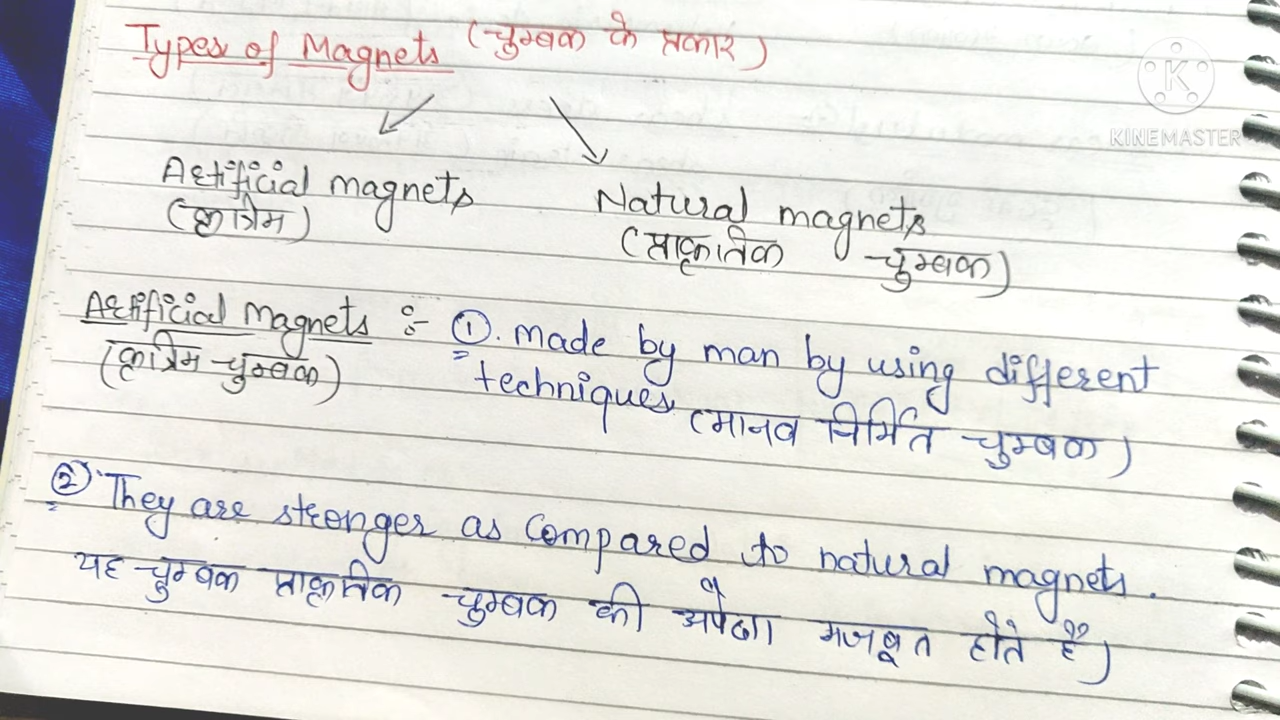 Types of Magnets (चुम्बक के प्रकार)
K
KINEMASTER
Artificial magnets
(कृत्रिम)
Natural magnets
(प्राकृतिक चुम्बक)
Artificial Magnets :- ①. made by man by using different
(कृत्रिम चुम्बक)
techniques (मानव निर्मित चुम्बक)
② They are stronger as compared to natural magnets.
यह चुम्बक प्राकृतिक चुम्बक की अपेक्षा मजबूत होते हैं)